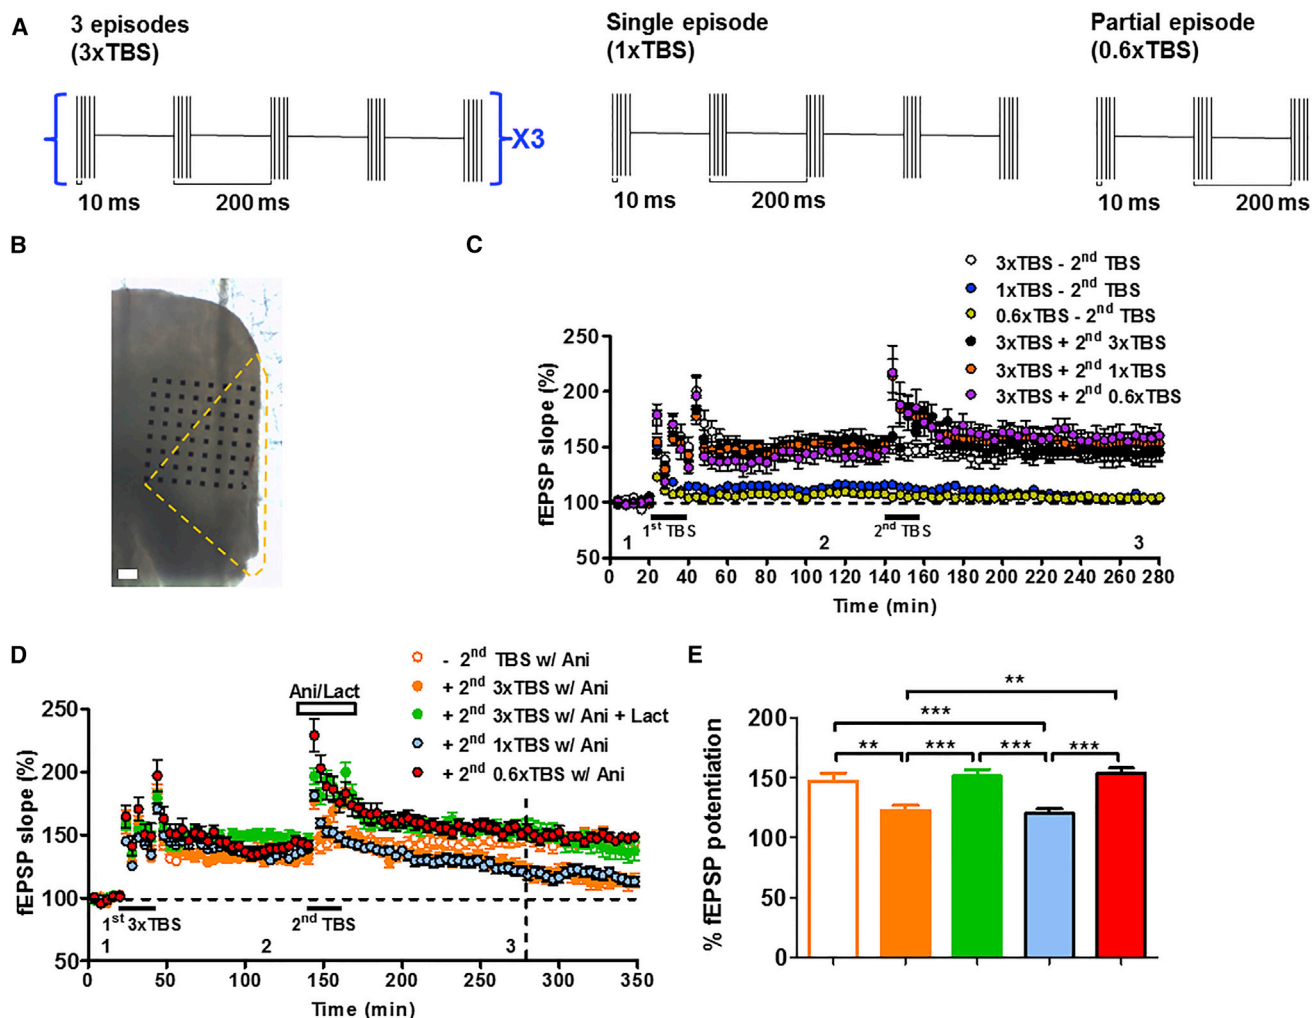 A
3 episodes
(3xTBS)
X3
10 ms
200 ms
Single episode
(1xTBS)
10 ms
200 ms
Partial episode
(0.6xTBS)
10 ms
200 ms
B
C
3xTBS - 2nd TBS
1xTBS - 2nd TBS
0.6xTBS - 2nd TBS
3xTBS + 2nd 3xTBS
3xTBS + 2nd 1xTBS
3xTBS + 2nd 0.6xTBS
fEPSP slope (%)
250
200
150
100
50
1st TBS
2nd TBS
1
2
3
0 20 40 60 80 100 120 140 160 180 200 220 240 260 280
Time (min)
D
- 2nd TBS w/ Ani
+ 2nd 3xTBS w/ Ani
+ 2nd 3xTBS w/ Ani + Lact
+ 2nd 1xTBS w/ Ani
+ 2nd 0.6xTBS w/ Ani
Ani/Lact
fEPSP slope (%)
250
200
150
100
50
1st 3xTBS
2nd TBS
1
2
3
0 50 100 150 200 250 300 350
Time (min)
E
% fEPSP potentiation
200
150
100
50
0
**
***
** *** *** ***